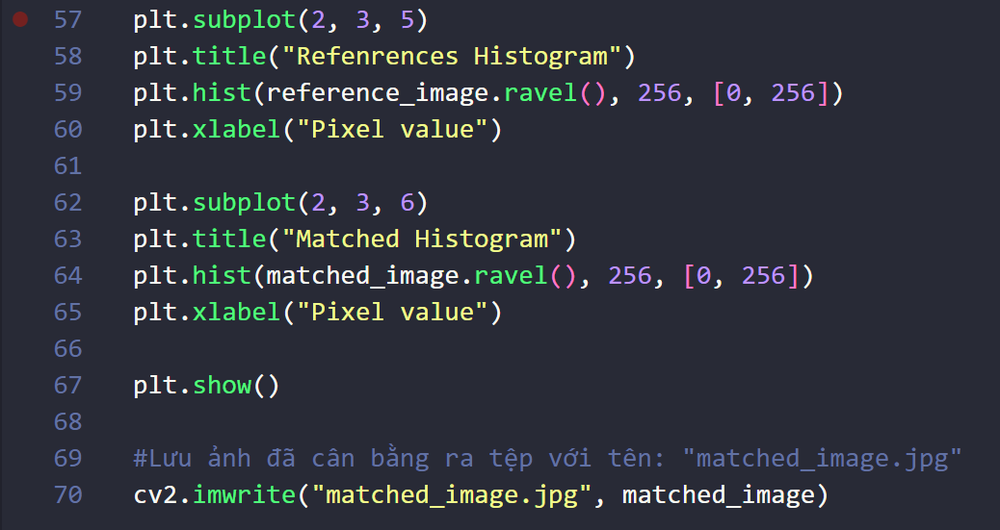 57 plt.subplot(2, 3, 5)
58 plt.title("Refenrences Histogram")
59 plt.hist(reference_image.ravel(), 256, [0, 256])
60 plt.xlabel("Pixel value")
61
62 plt.subplot(2, 3, 6)
63 plt.title("Matched Histogram")
64 plt.hist(matched_image.ravel(), 256, [0, 256])
65 plt.xlabel("Pixel value")
66
67 plt.show()
68
69 #Lưu ảnh đã cân bằng ra tệp với tên: "matched_image.jpg"
70 cv2.imwrite("matched_image.jpg", matched_image)